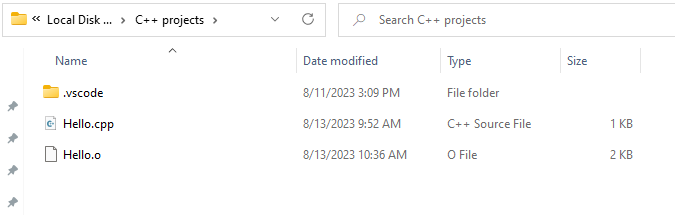 « Local Disk ... > C++ projects > Search C++ projects
Name Date modified Type Size
.vscode 8/11/2023 3:09 PM File folder
Hello.cpp 8/13/2023 9:52 AM C++ Source File 1 KB
Hello.o 8/13/2023 10:36 AM O File 2 KB